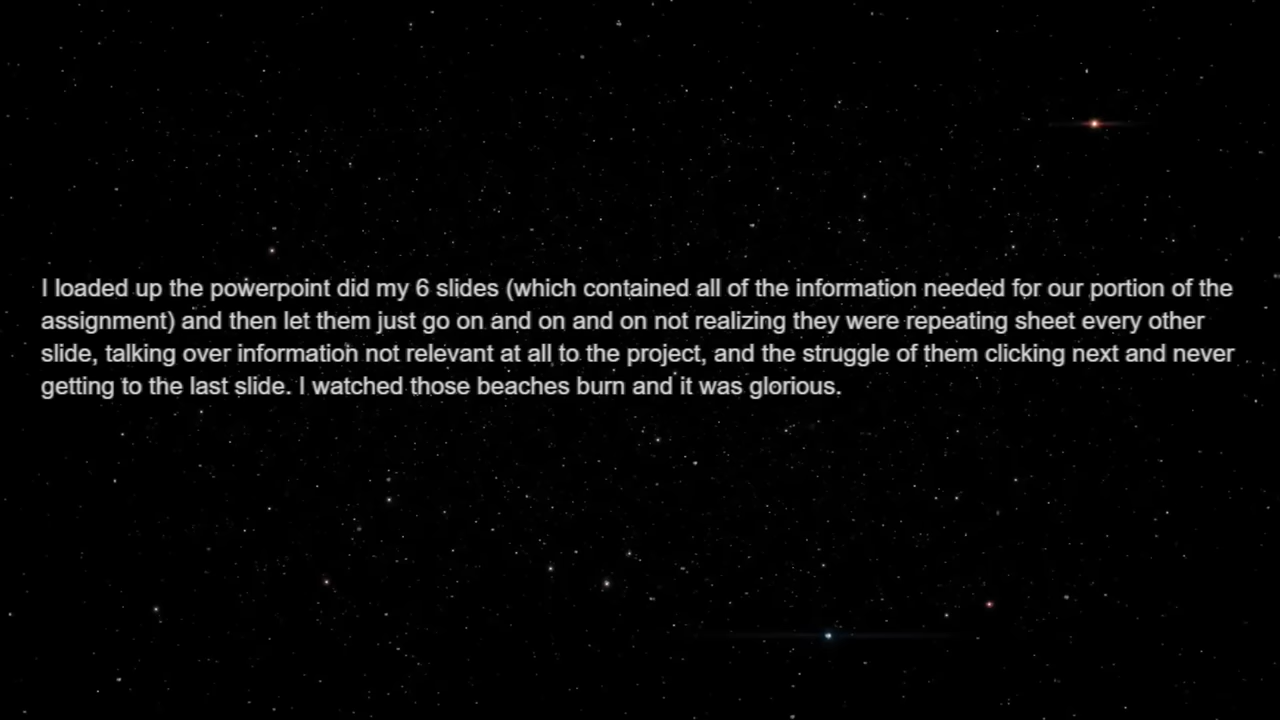 I loaded up the powerpoint did my 6 slides (which contained all of the information needed for our portion of the
assignment) and then let them just go on and on and on not realizing they were repeating sheet every other
slide, talking over information not relevant at all to the project, and the struggle of them clicking next and never
getting to the last slide. I watched those beaches burn and it was glorious.